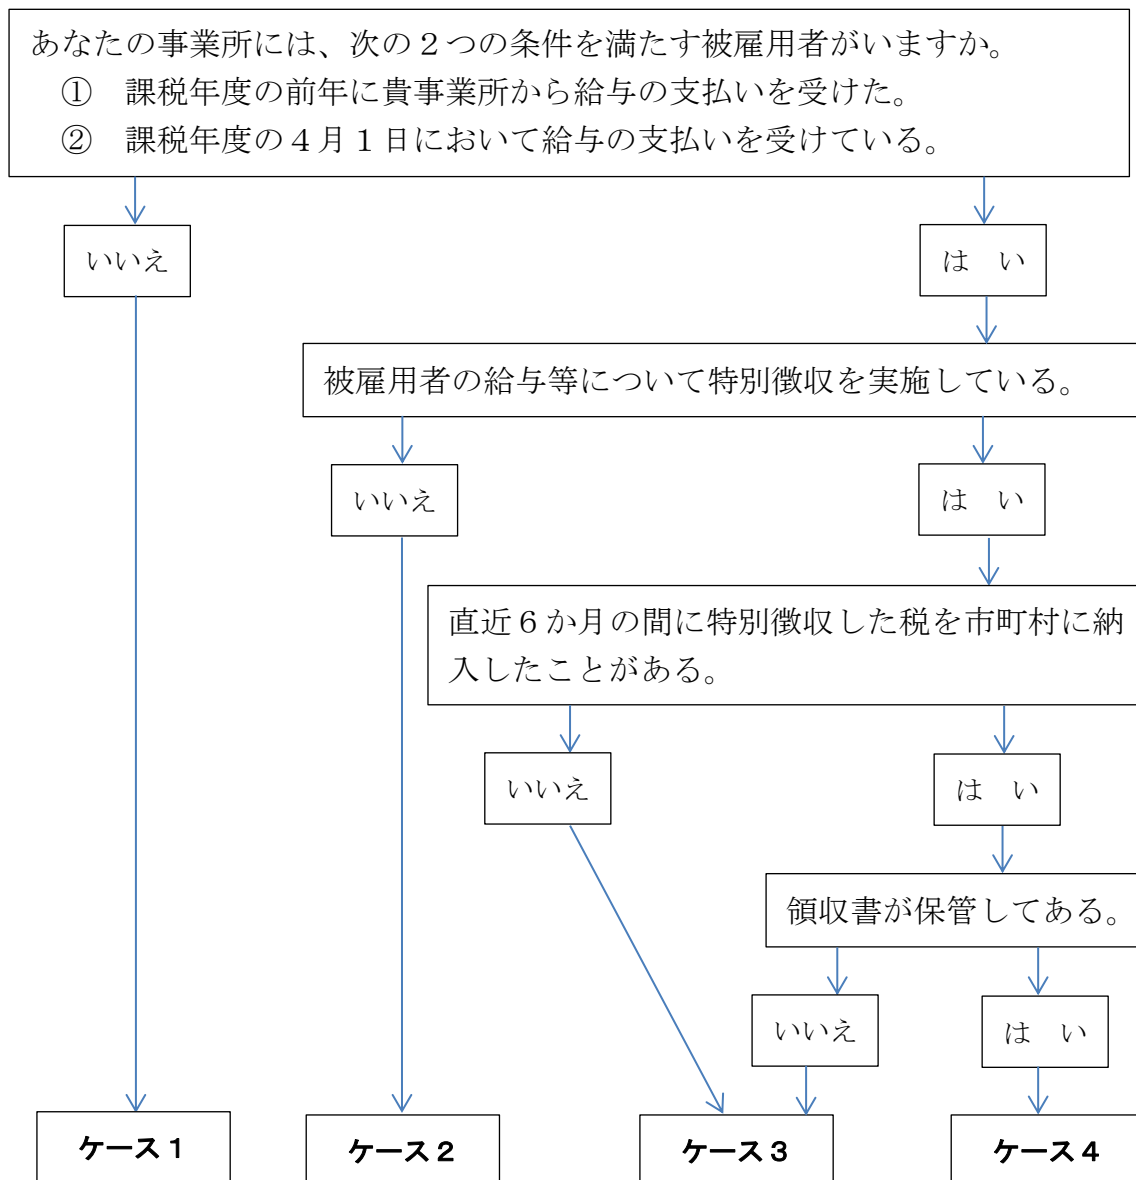 あなたの事業所には、次の２つの条件を満たす被雇用者がいますか。
①　課税年度の前年に貴事業所から給与の支払いを受けた。
②　課税年度の４月１日において給与の支払いを受けている。
いいえ
は　い
被雇用者の給与等について特別徴収を実施している。
いいえ
は　い
直近６か月の間に特別徴収した税を市町村に納
入したことがある。
いいえ
は　い
領収書が保管してある。
いいえ
は　い
ケース１
ケース２
ケース３
ケース４